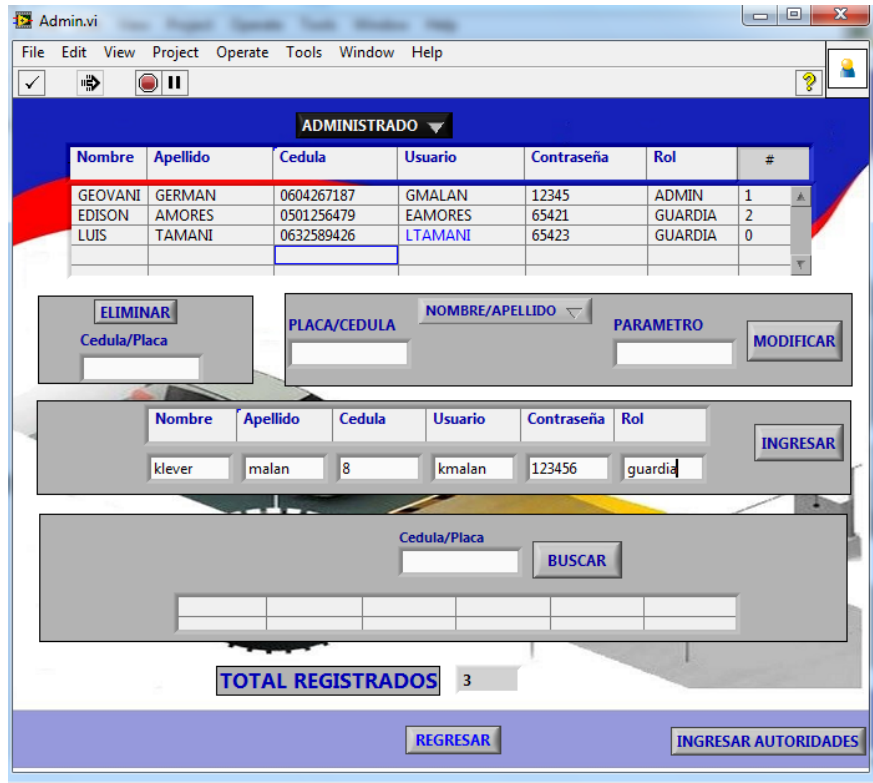 Admin.vi
File Edit View Project Operate Tools Window Help
ADMINISTRADO
Nombre Apellido Cedula Usuario Contraseña Rol #
GEOVANI GERMAN 0604267187 GMALAN 12345 ADMIN 1
EDISON AMORES 0501256479 EAMORES 65421 GUARDIA 2
LUIS TAMANI 0632589426 LTAMANI 65423 GUARDIA 0
ELIMINAR
Cedula/Placa
PLACA/CEDULA NOMBRE/APELLIDO PARAMETRO
MODIFICAR
Nombre Apellido Cedula Usuario Contraseña Rol
INGRESAR
klever malan 8 kmalan 123456 guardia
Cedula/Placa
BUSCAR
TOTAL REGISTRADOS 3
REGRESAR INGRESAR AUTORIDADES